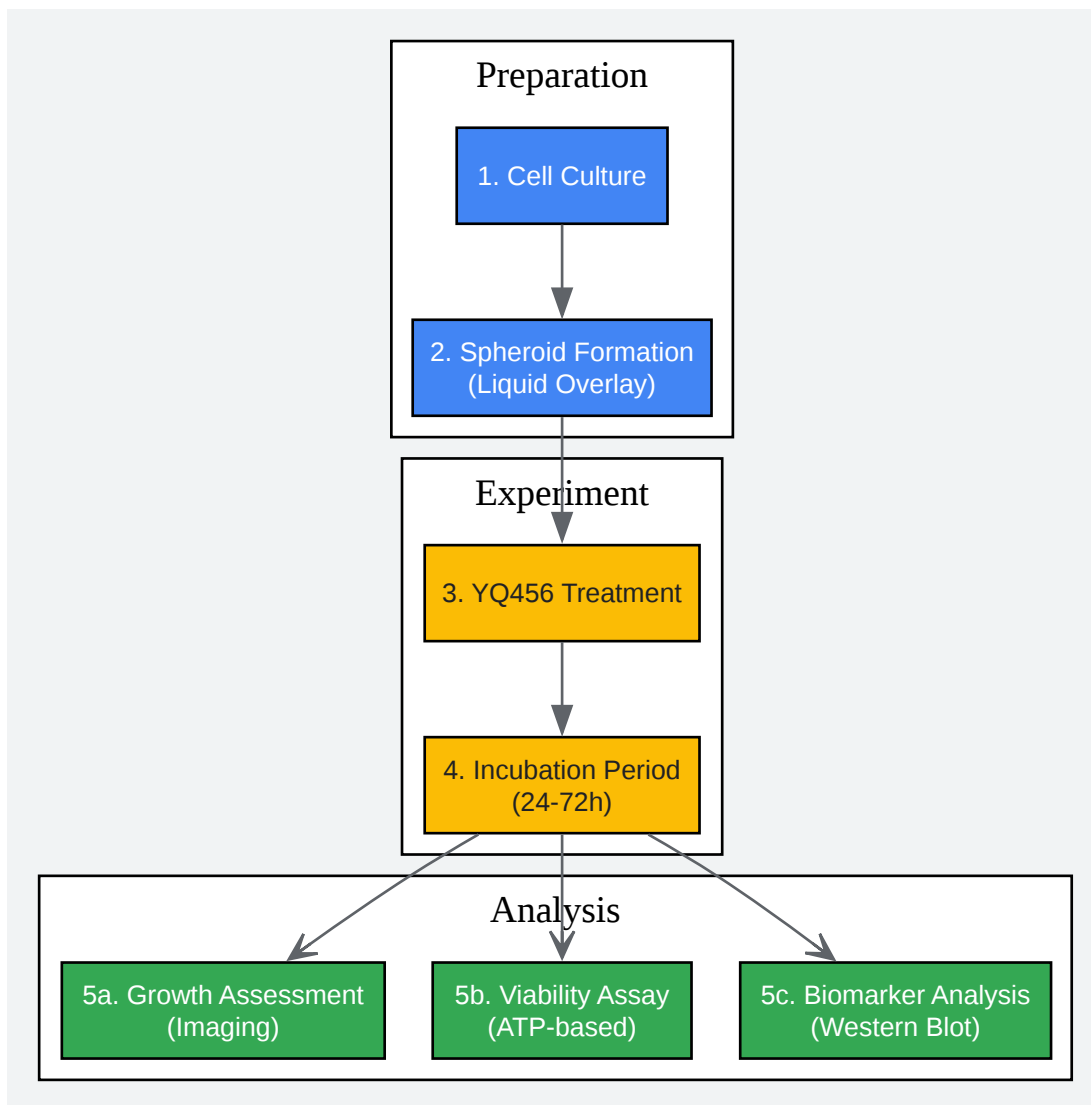 Preparation
1. Cell Culture
2. Spheroid Formation
(Liquid Overlay)
Experiment
3. YQ456 Treatment
4. Incubation Period
(24-72h)
Analysis
5a. Growth Assessment
(Imaging)
5b. Viability Assay
(ATP-based)
5c. Biomarker Analysis
(Western Blot)